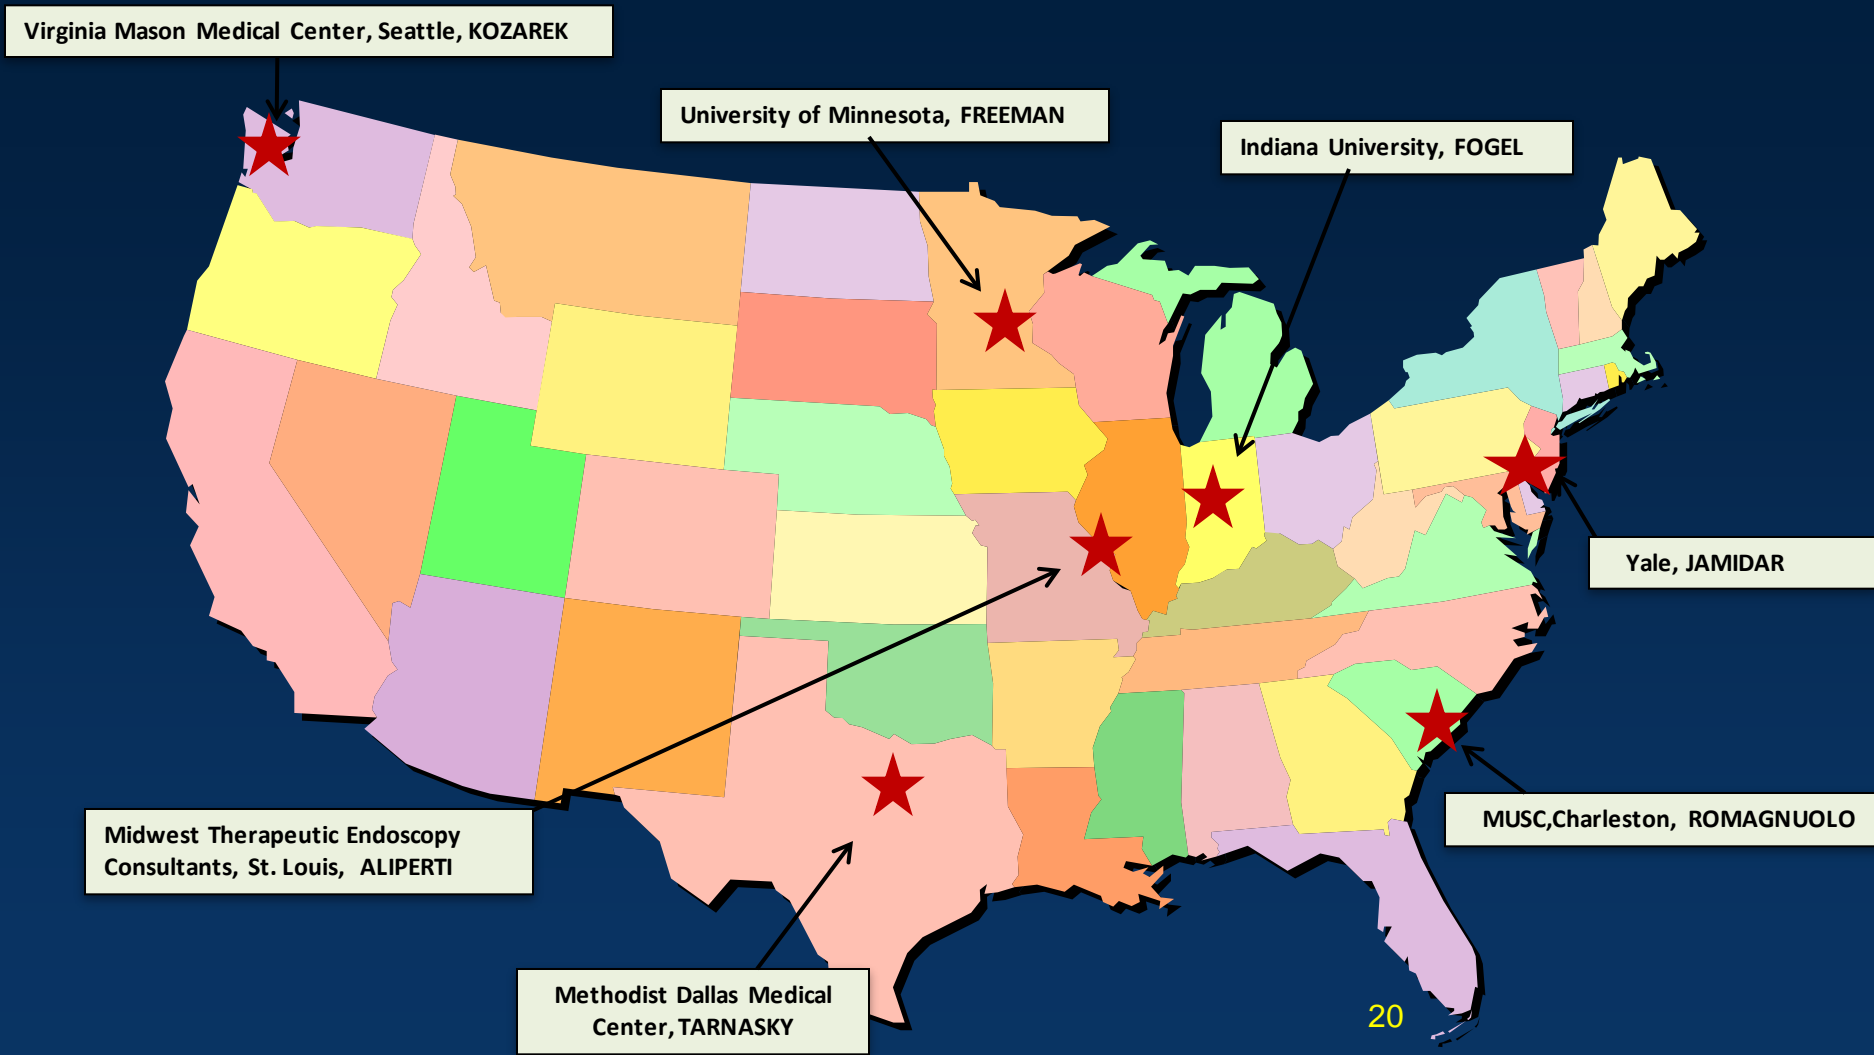 Virginia Mason Medical Center, Seattle, KOZAREK
University of Minnesota, FREEMAN
Indiana University, FOGEL
Yale, JAMIDAR
MUSC,Charleston, ROMAGNUOLO
Midwest Therapeutic Endoscopy
Consultants, St. Louis, ALIPERTI
Methodist Dallas Medical
Center, TARNASKY
20